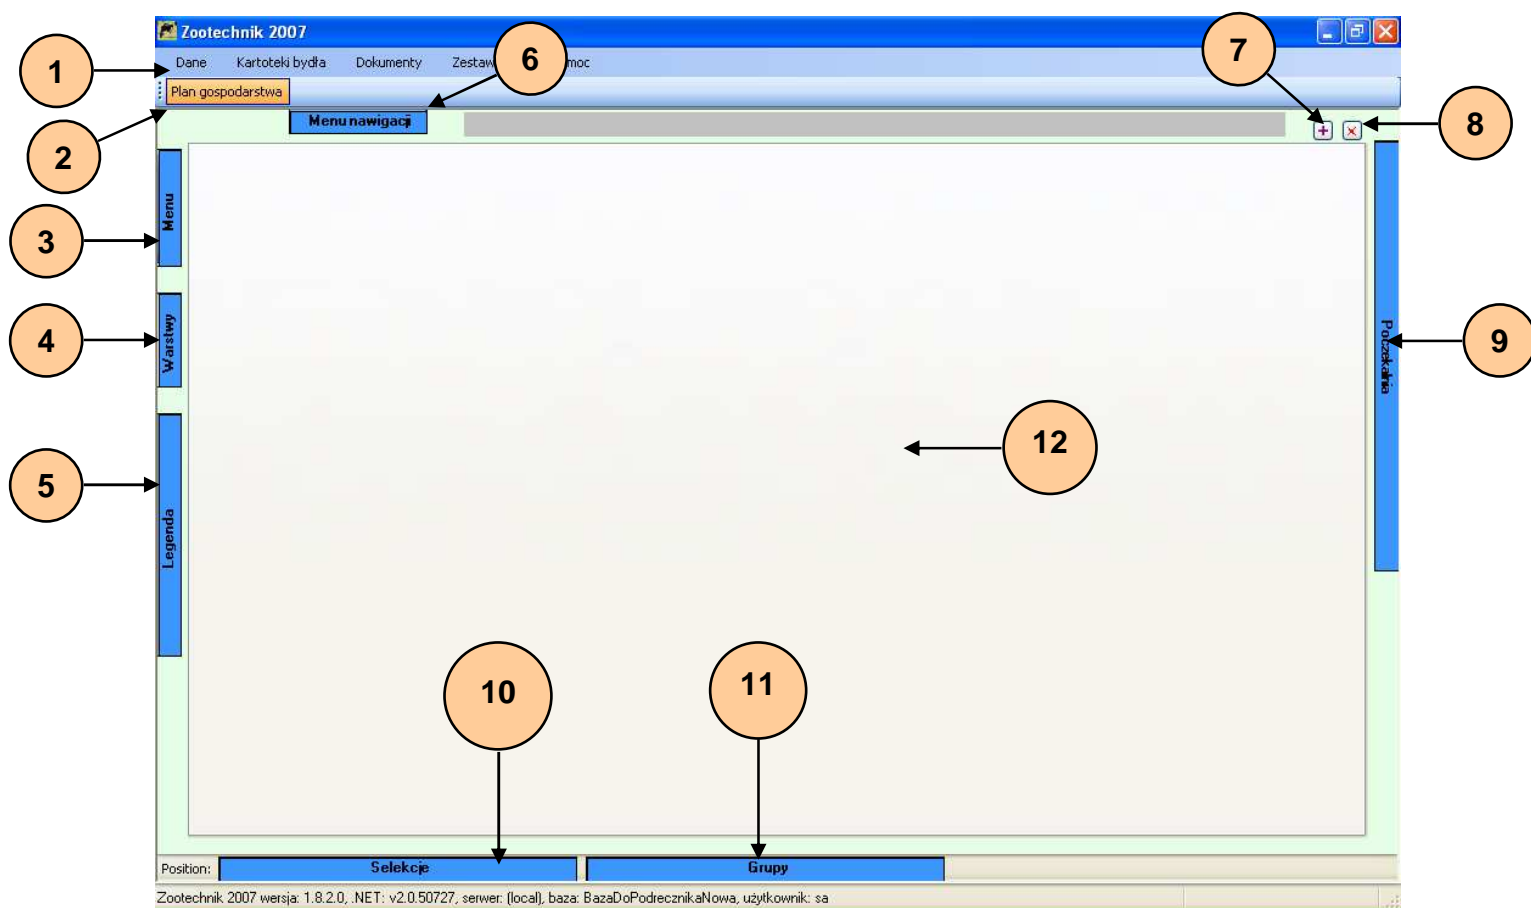 Zootechnik 2007
7
6
1
Dane Kartoteki bydła Dokumenty
Plan gospodarstwa
Menu nawigacji
8
2
Menu
3
Warstwy
4
Poczekalnia
9
12
Legenda
5
10
11
Position: Selekcje Grupy
Zootechnik 2007 wersja: 1.8.2.0, .NET: v2.0.50727, serwer: (local), baza: BazaDoPodrecznikaNowa, użytkownik: sa